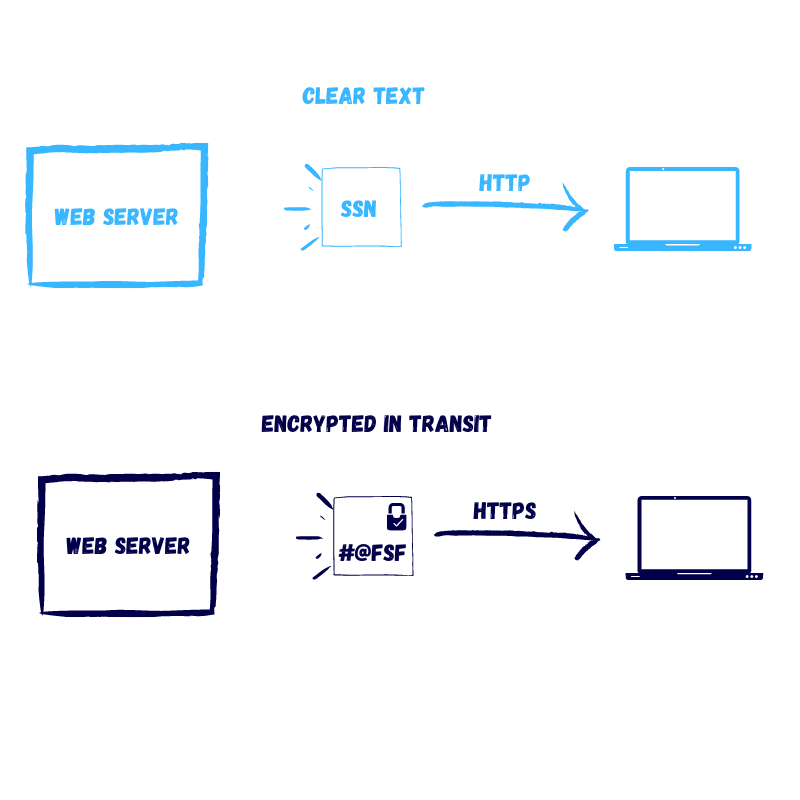 CLEAR TEXT
WEB SERVER
SSN
HTTP
ENCRYPTED IN TRANSIT
WEB SERVER
#@FSF
HTTPS